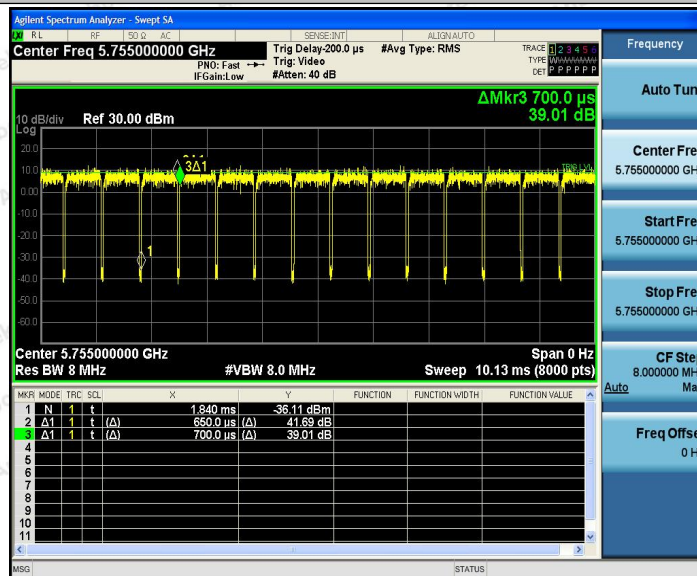 Agilent Spectrum Analyzer - Swept SA
LXI RL RF 50 Ω AC SENSE:INT ALIGNAUTO
Center Freq 5.755000000 GHz
PNO: Fast
IFGain:Low
Trig Delay-200.0 µs
Trig: Video
#Atten: 40 dB
#Avg Type: RMS
TRACE 1 2 3 4 5 6
TYPE W
DET P P P P P P
ΔMkr3 700.0 µs
39.01 dB
10 dB/div Ref 30.00 dBm
Log
20.0
10.0
0.00
-10.0
-20.0
-30.0
-40.0
-50.0
-60.0
3Δ1
TRIG LVL
1
Center 5.755000000 GHz Span 0 Hz
Res BW 8 MHz #VBW 8.0 MHz Sweep 10.13 ms (8000 pts)
MKR MODE TRC SCL X Y FUNCTION FUNCTION WIDTH FUNCTION VALUE
1 N 1 t 1.840 ms -36.11 dBm
2 Δ1 1 t (Δ) 650.0 µs (Δ) 41.69 dB
3 Δ1 1 t (Δ) 700.0 µs (Δ) 39.01 dB
4
5
6
7
8
9
10
11
MSG STATUS
Frequency
Auto Tun
Center Fre
5.755000000 GH
Start Fre
5.755000000 GH
Stop Fre
5.755000000 GH
CF Ste
8.000000 MH
Auto Ma
Freq Offse
0 H